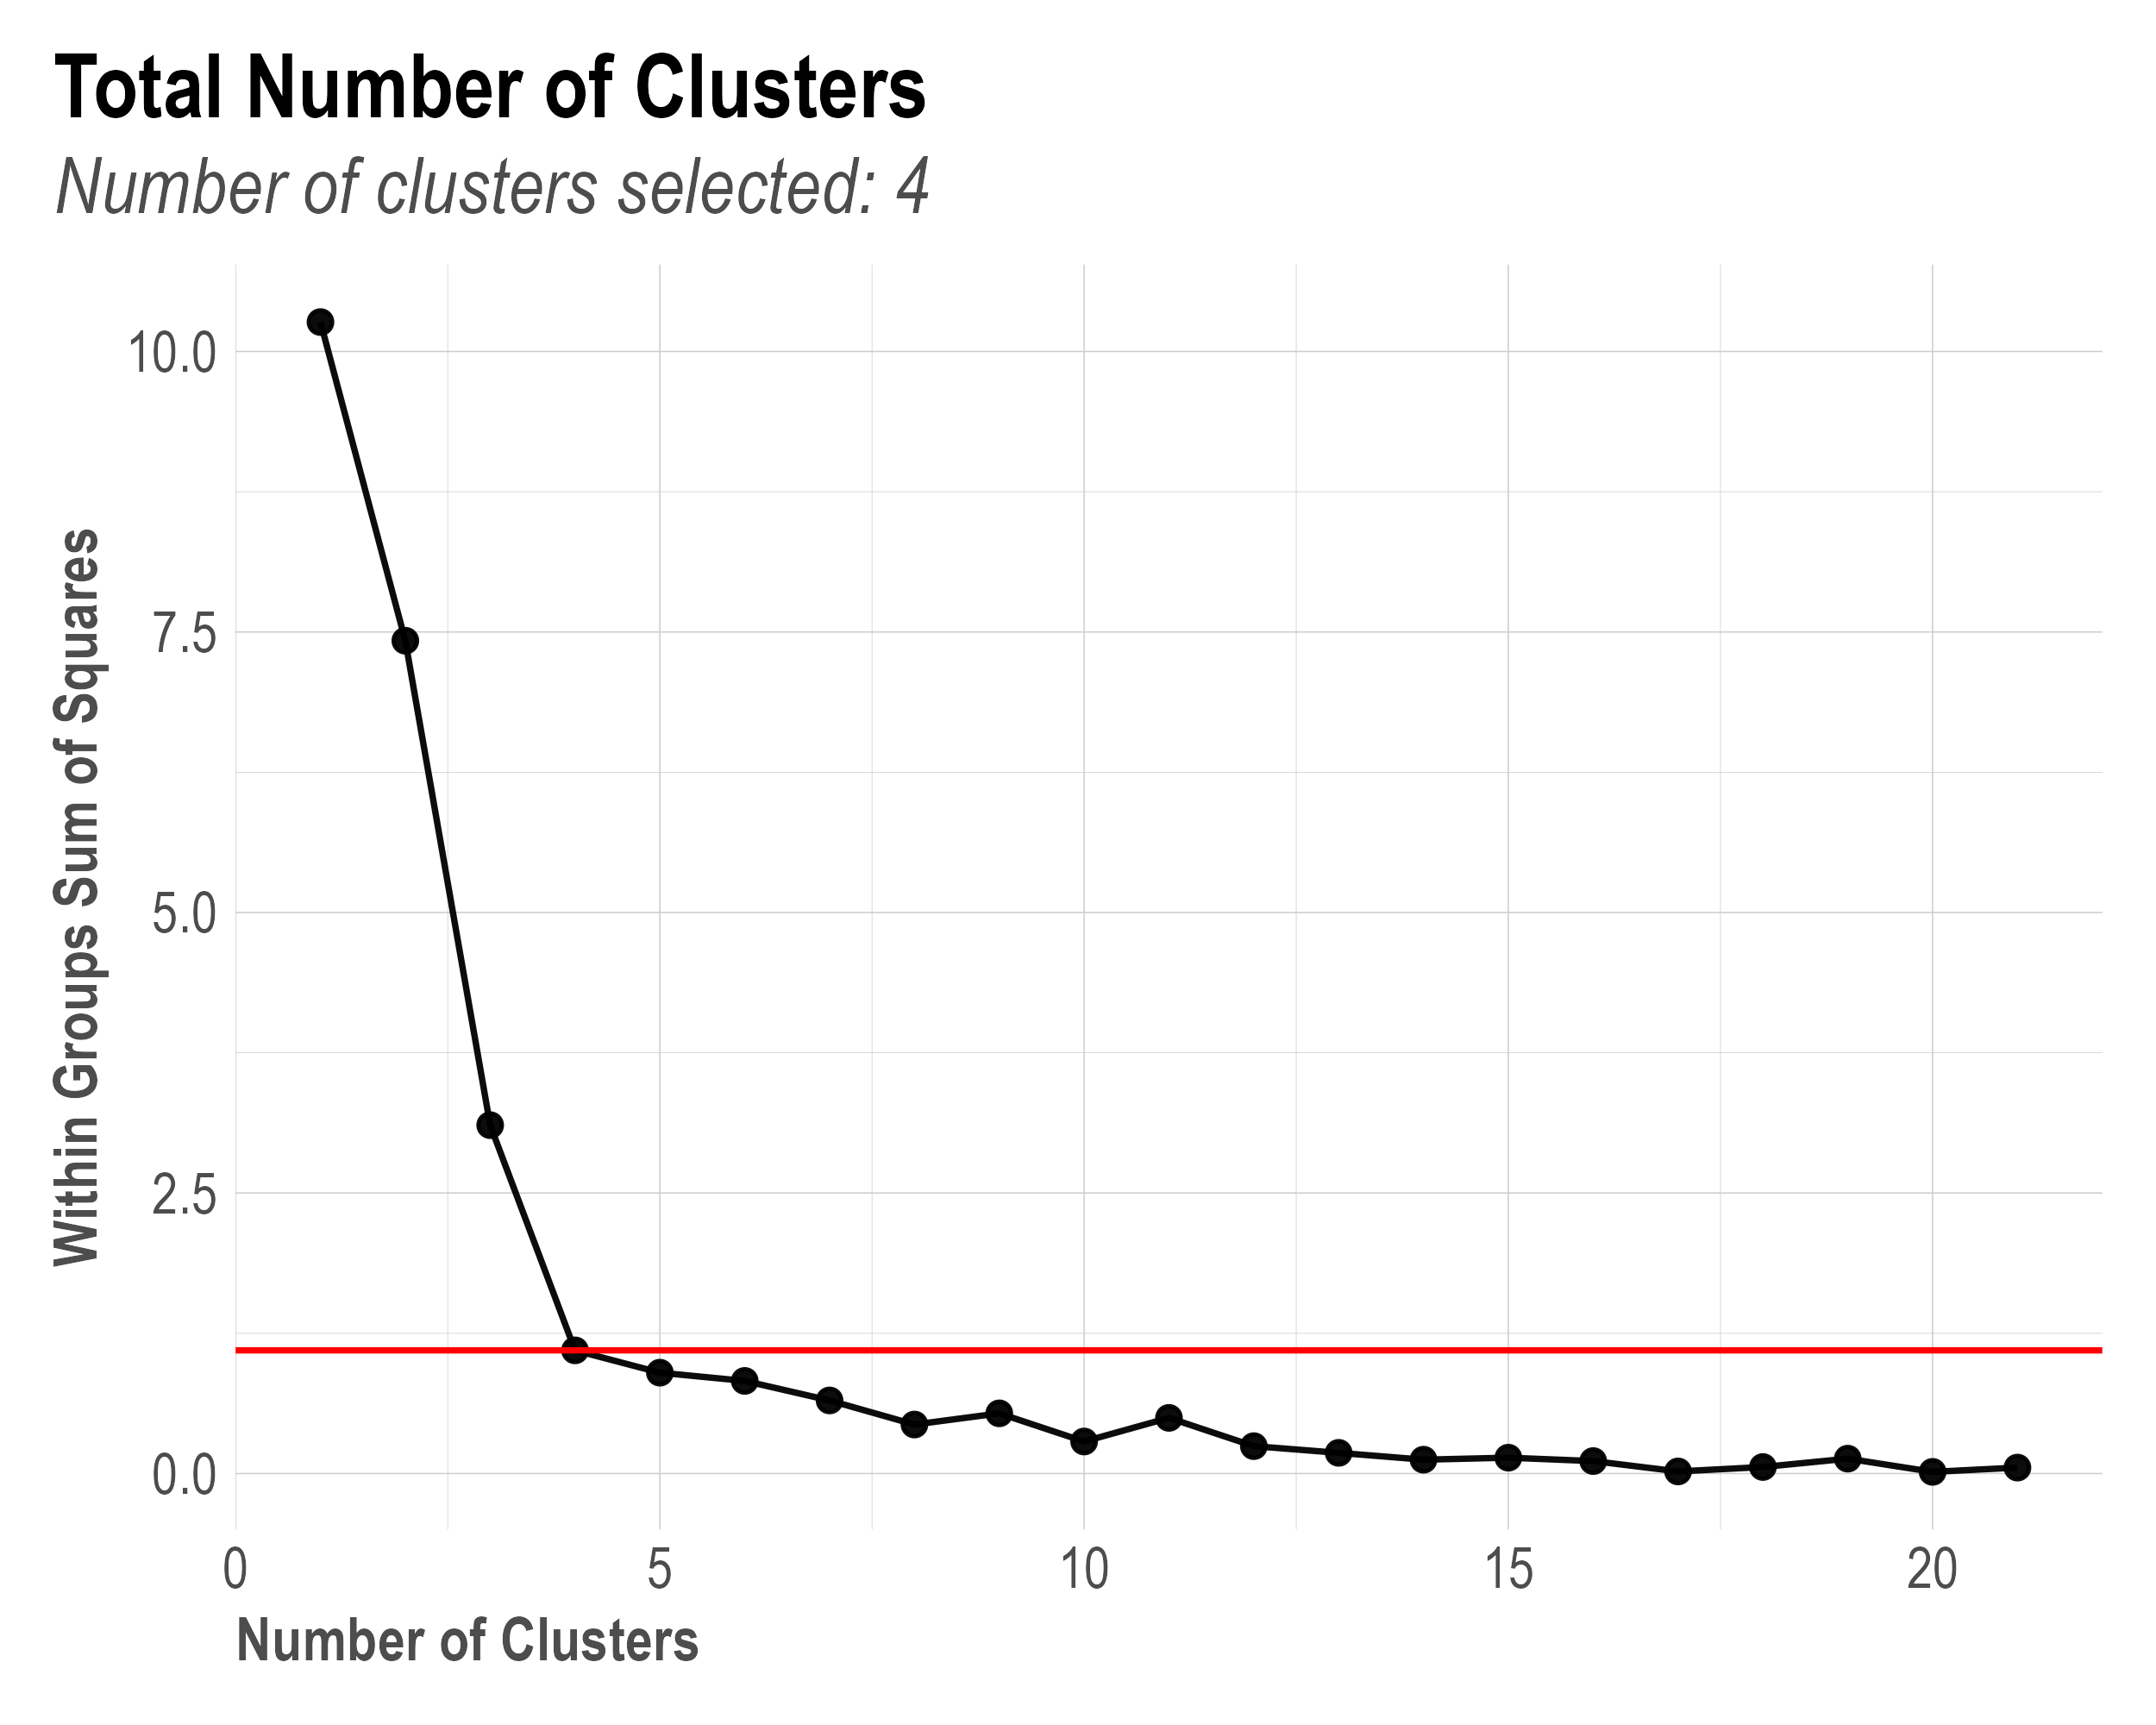 Total Number of Clusters
Number of clusters selected: 4
Within Groups Sum of Squares
10.0
7.5
5.0
2.5
0.0
0 5 10 15 20
Number of Clusters